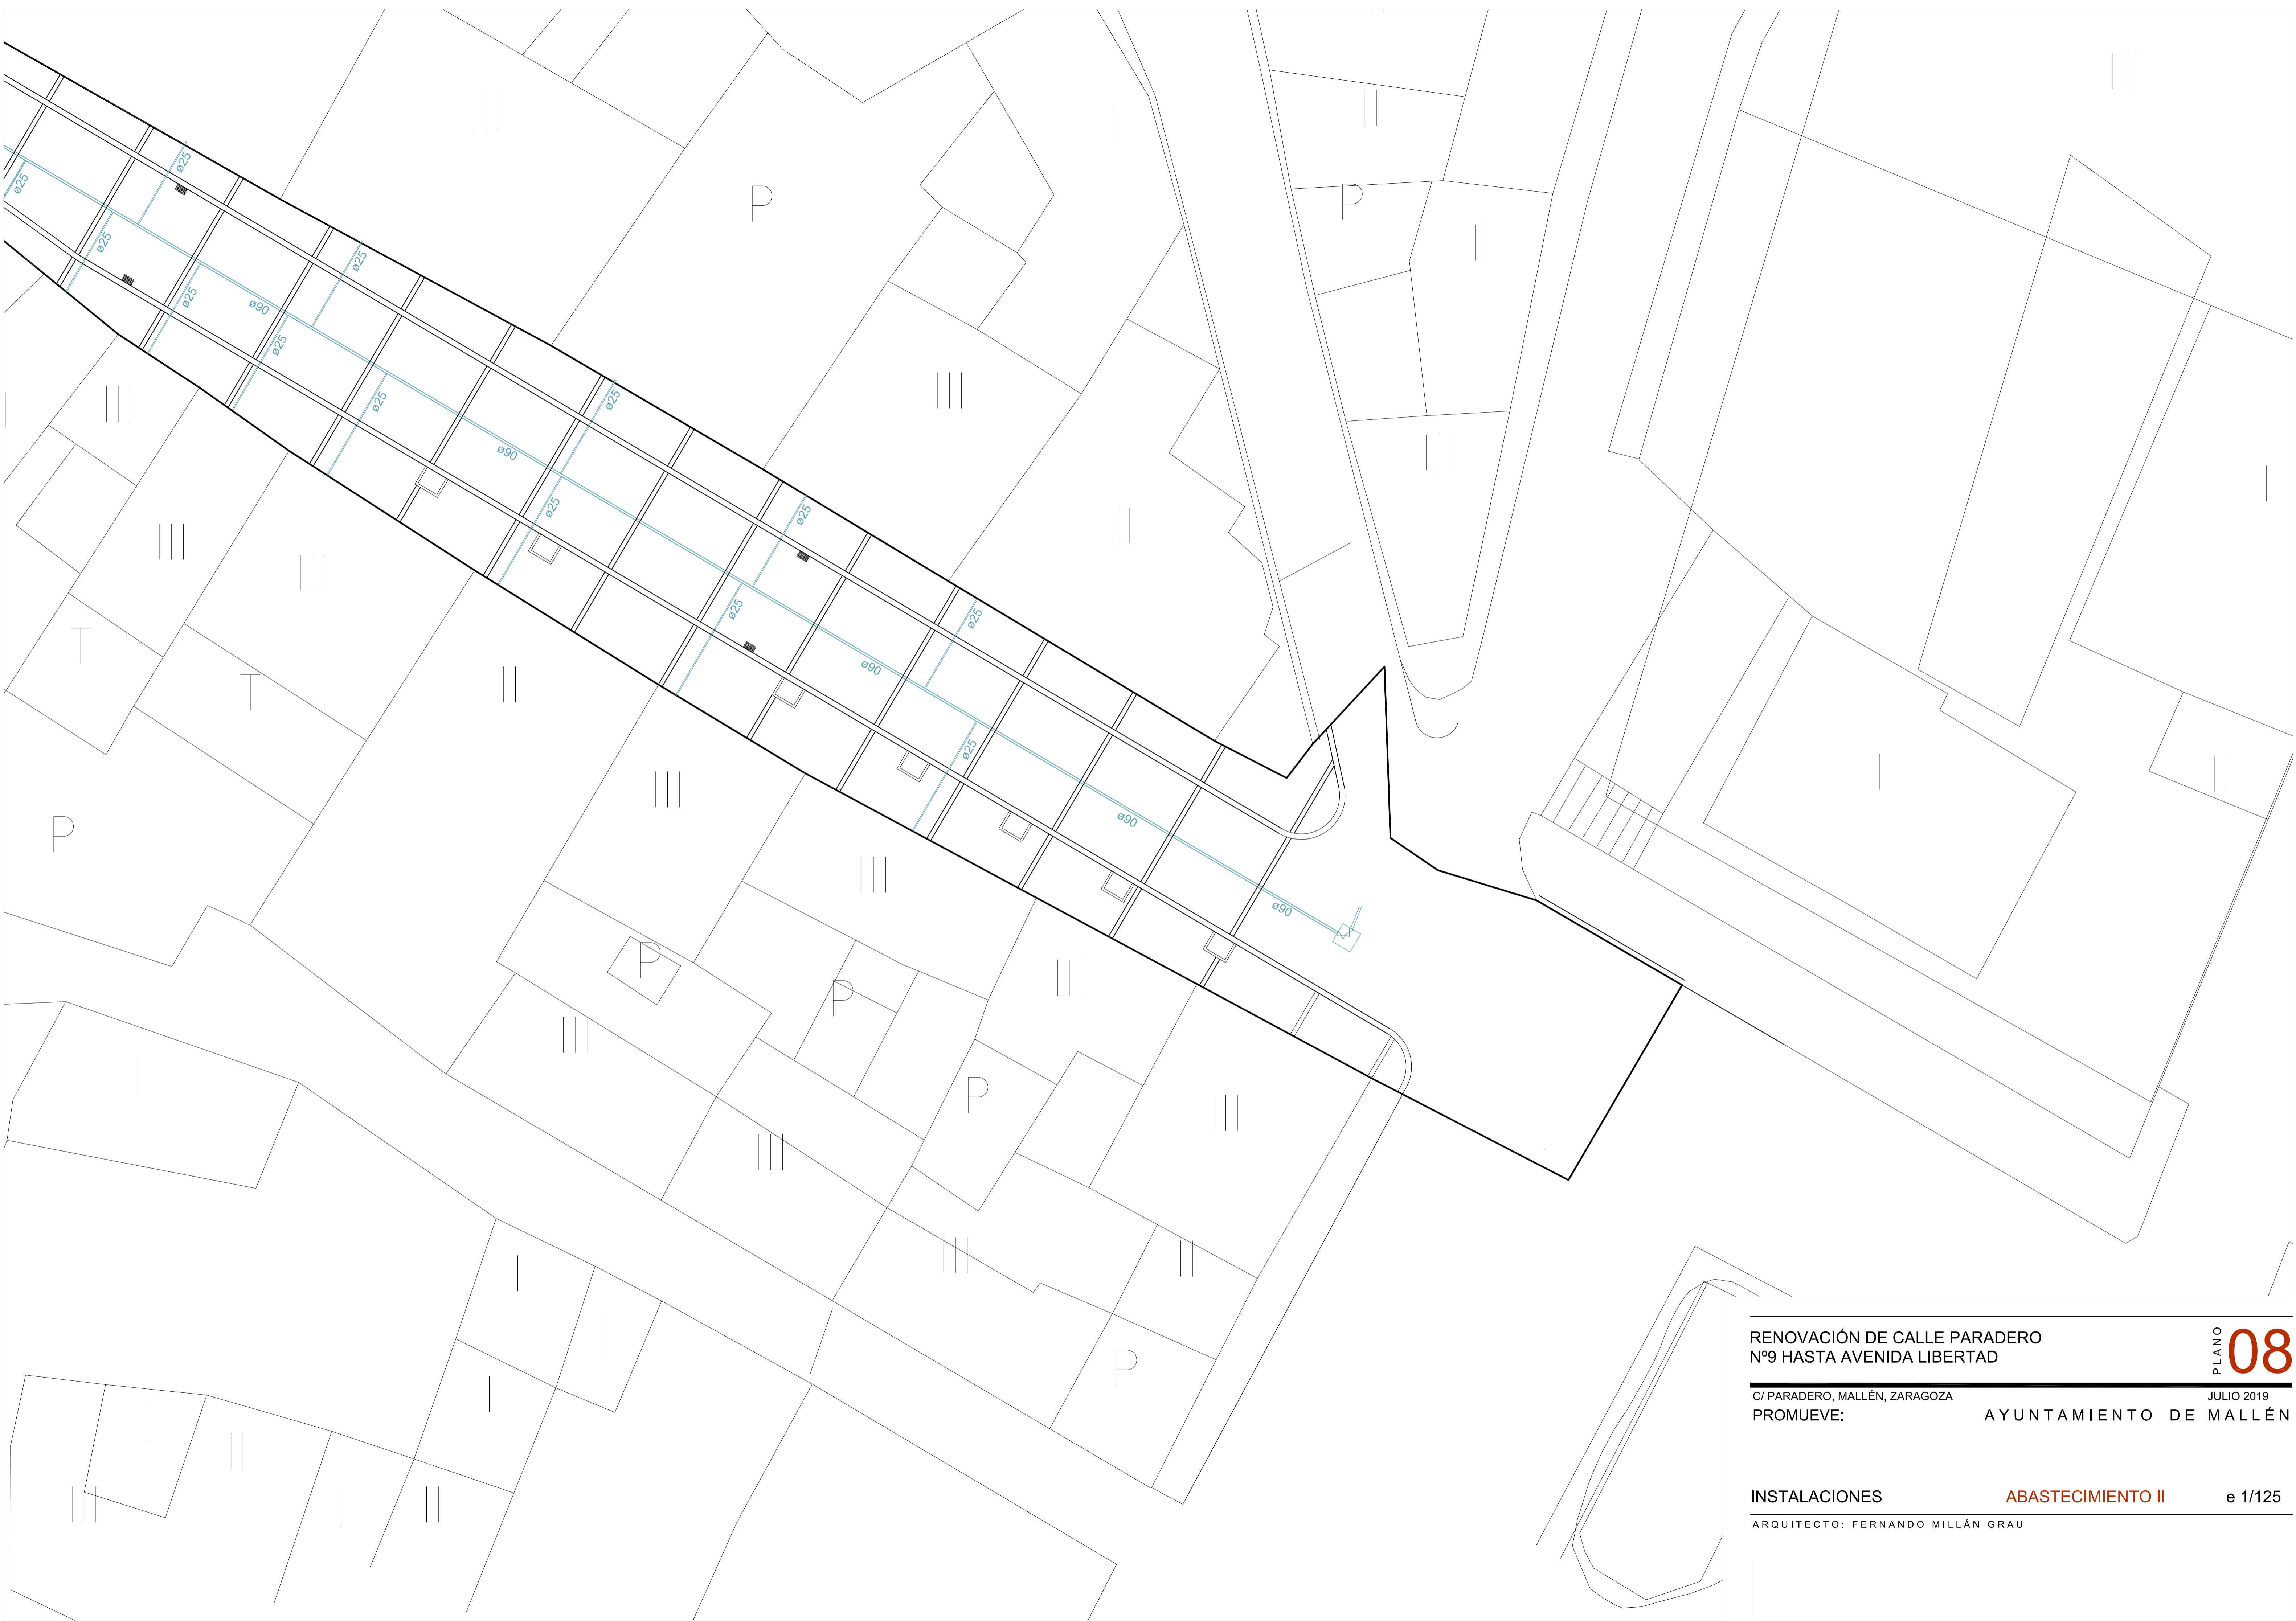 III
III
I
II
P
P
II
ø25
ø25
ø25
ø25
ø25
ø90
ø25
ø25
ø25
ø90
ø25
ø25
ø25
ø25
ø90
ø25
ø25
ø90
ø90
III
III
I
III
I
II
III
III
T
T
II
P
III
III
I
II
P
P
III
III
I
P
III
III
III
II
I
I
P
I
I
II
III
I
II
RENOVACIÓN DE CALLE PARADERO
Nº9 HASTA AVENIDA LIBERTAD
PLANO
08
C/ PARADERO, MALLÉN, ZARAGOZA JULIO 2019
PROMUEVE: AYUNTAMIENTO DE MALLÉN
INSTALACIONES ABASTECIMIENTO II e 1/125
ARQUITECTO: FERNANDO MILLÁN GRAU